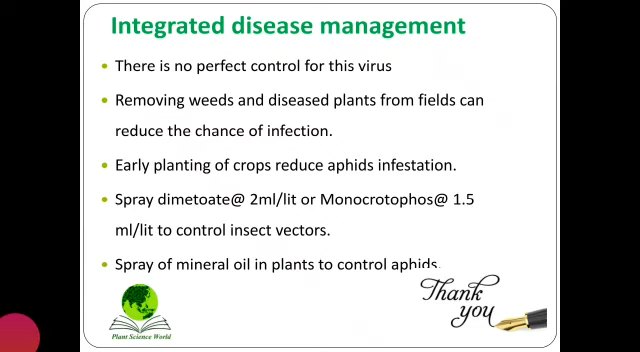 Integrated disease management
• There is no perfect control for this virus
• Removing weeds and diseased plants from fields can
reduce the chance of infection.
• Early planting of crops reduce aphids infestation.
• Spray dimetoate@ 2ml/lit or Monocrotophos@ 1.5
ml/lit to control insect vectors.
• Spray of mineral oil in plants to control aphids.
Thank
you
Plant Science World